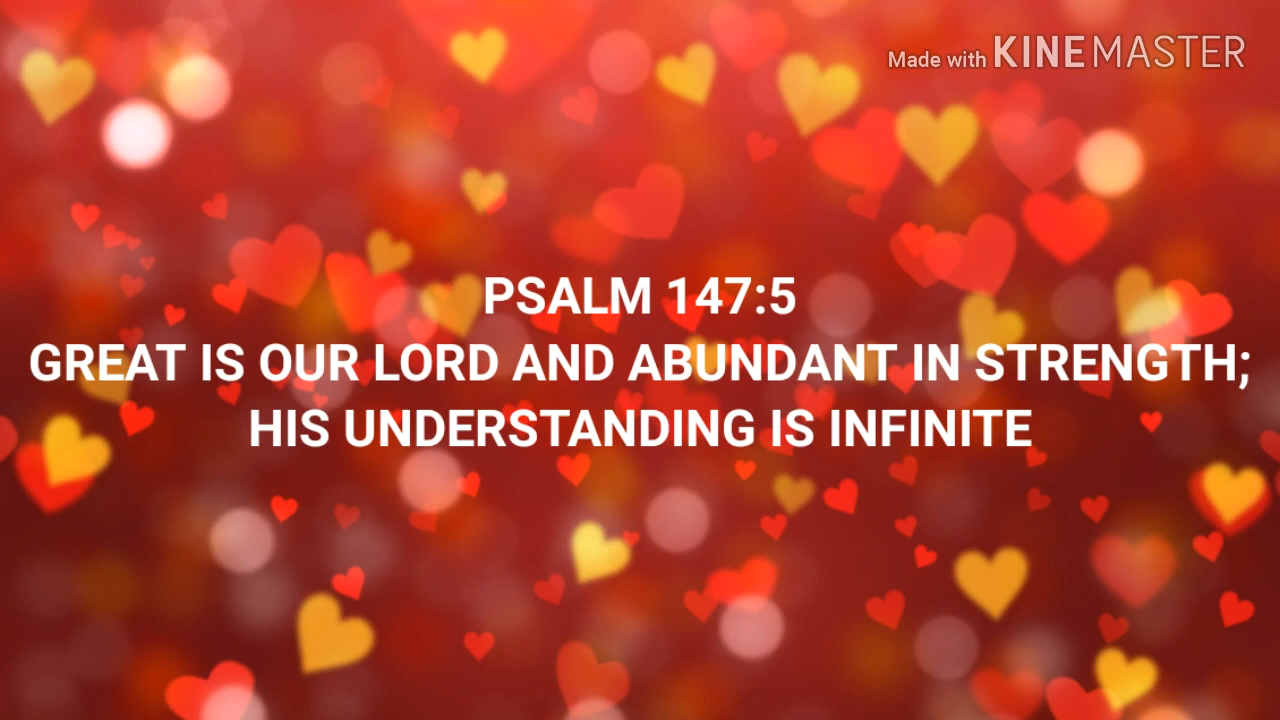 Made with KINEMASTER
PSALM 147:5
GREAT IS OUR LORD AND ABUNDANT IN STRENGTH;
HIS UNDERSTANDING IS INFINITE